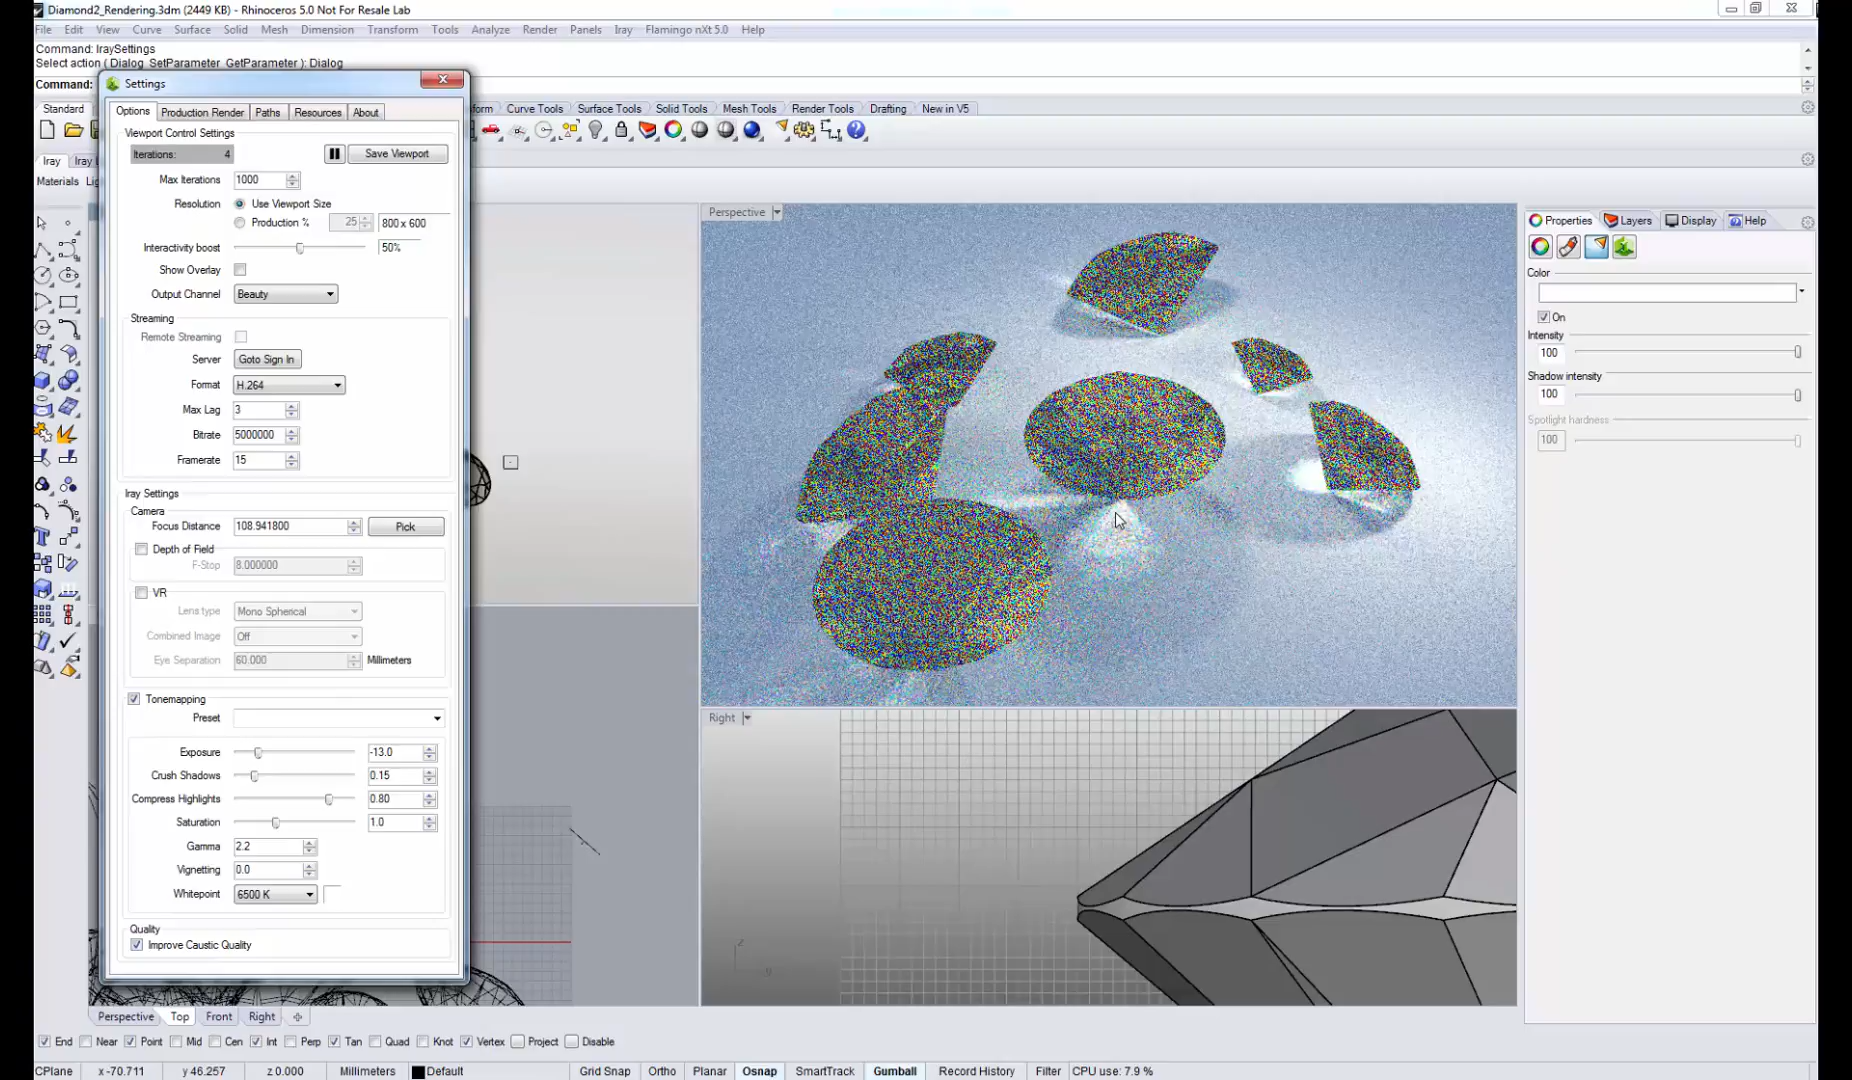 Diamond2_Rendering.3dm (2449 KB) - Rhinoceros 5.0 Not For Resale Lab
File Edit View Curve Surface Solid Mesh Dimension Transform Tools Analyze Render Panels Iray Flamingo nXt 5.0 Help
Command: IraySettings
Select action ( Dialog SetParameter GetParameter ): Dialog
Command:
Settings
Standard
Curve Tools Surface Tools Solid Tools Mesh Tools Render Tools Drafting New in V5
Options Production Render Paths Resources About
Viewport Control Settings
Iterations: 4 Save Viewport
Iray
Materials
Max Iterations 1000
Resolution Use Viewport Size
Production % 25 800 x 600
Interactivity boost 50%
Show Overlay
Output Channel Beauty
Streaming
Remote Streaming
Server Goto Sign In
Format H.264
Max Lag 3
Bitrate 5000000
Framerate 15
Iray Settings
Camera
Focus Distance 108.941800 Pick
Depth of Field
F-Stop 8.000000
VR
Lens type Mono Spherical
Combined Image Off
Eye Separation 60.000 Millimeters
Tonemapping
Preset
Exposure -13.0
Crush Shadows 0.15
Compress Highlights 0.80
Saturation 1.0
Gamma 2.2
Vignetting 0.0
Whitepoint 6500 K
Quality
Improve Caustic Quality
Perspective
Right
Properties Layers Display Help
Color
On
Intensity
100
Shadow intensity
100
Spotlight hardness
100
Perspective Top Front Right
End Near Point Mid Cen Int Perp Tan Quad Knot Vertex Project Disable
CPlane x -70.711 y 46.257 z 0.000 Millimeters Default Grid Snap Ortho Planar Osnap SmartTrack Gumball Record History Filter CPU use: 7.9 %